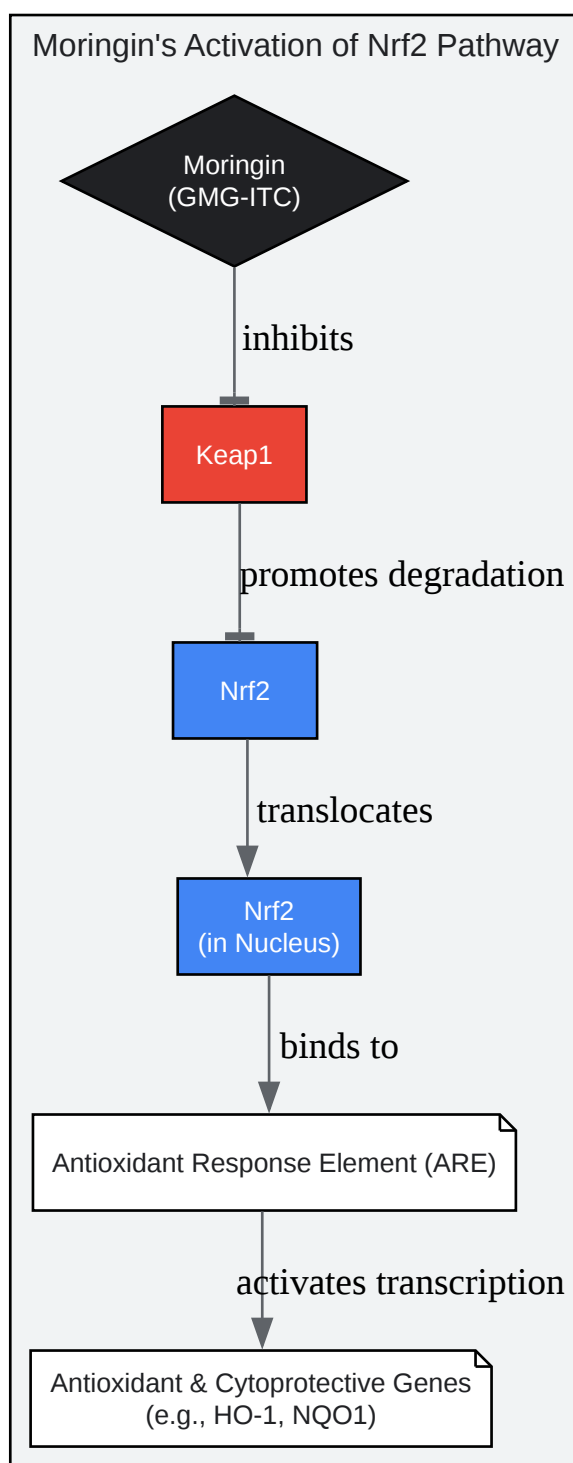 Moringin's Activation of Nrf2 Pathway
Moringin
(GMG-ITC)
inhibits
Keap1
promotes degradation
Nrf2
translocates
Nrf2
(in Nucleus)
binds to
Antioxidant Response Element (ARE)
activates transcription
Antioxidant & Cytoprotective Genes
(e.g., HO-1, NQO1)